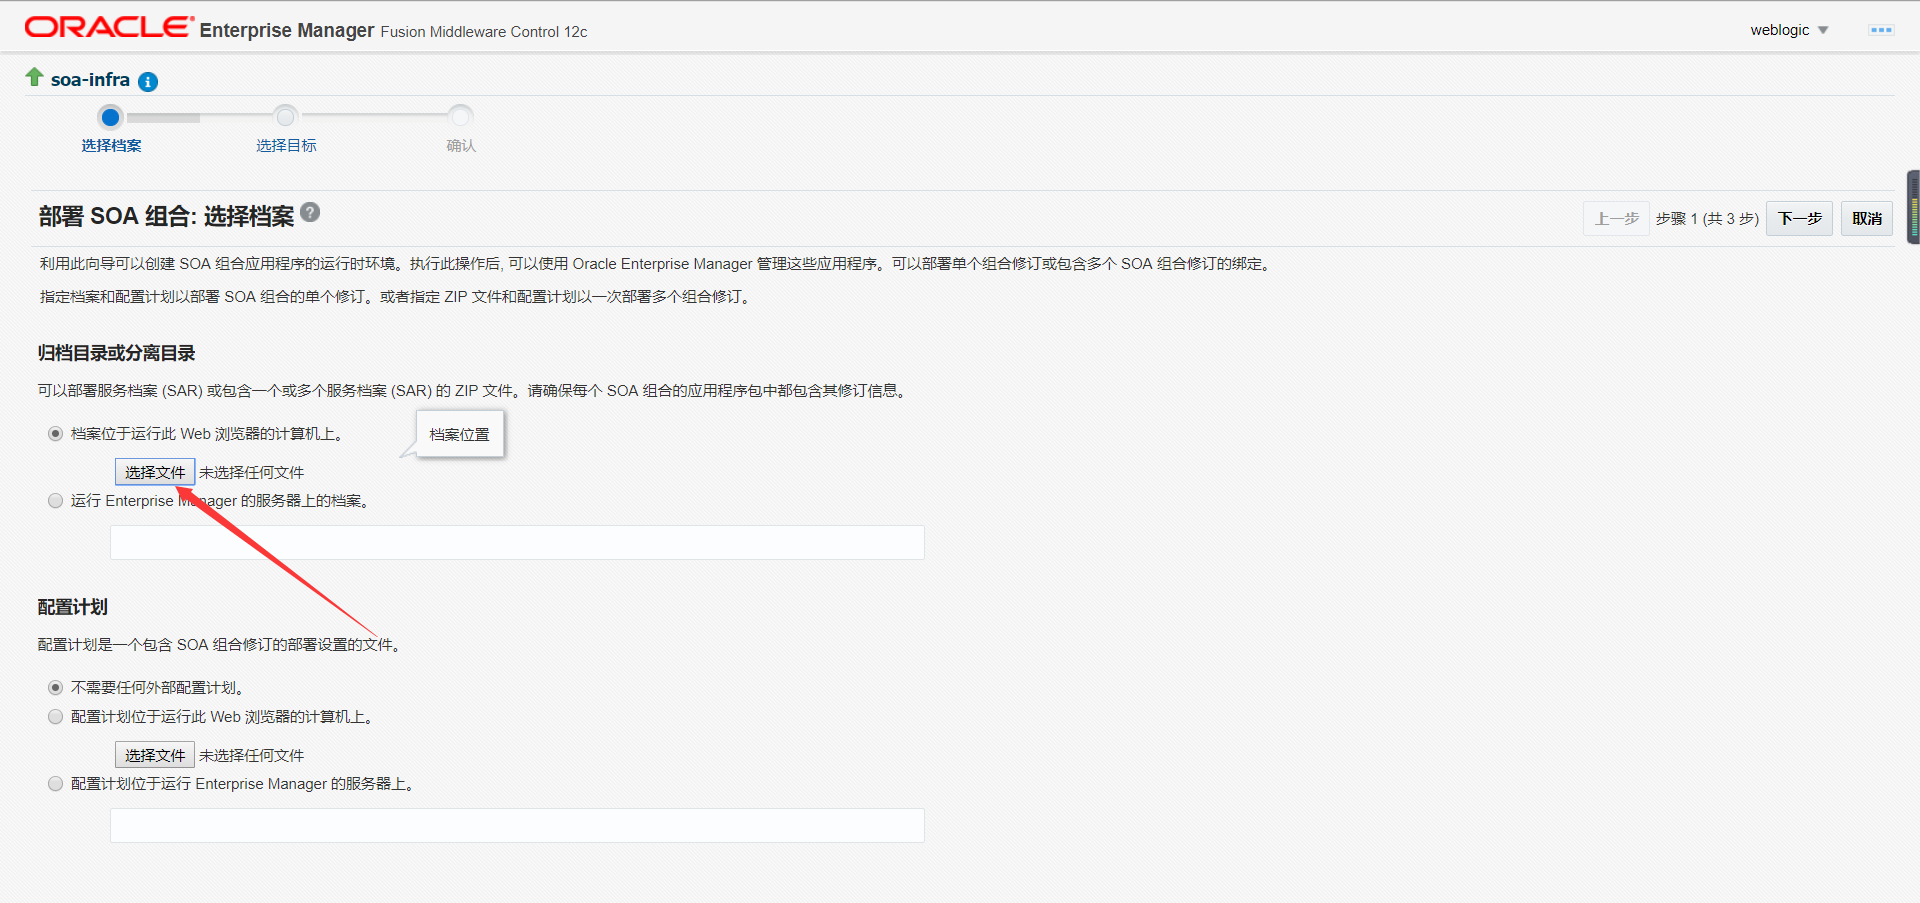 ORACLE Enterprise Manager Fusion Middleware Control 12c
weblogic
soa-infra
选择档案 选择目标 确认
部署 SOA 组合: 选择档案
上一步 步骤 1 (共 3 步) 下一步 取消
利用此向导可以创建 SOA 组合应用程序的运行时环境。执行此操作后, 可以使用 Oracle Enterprise Manager 管理这些应用程序。可以部署单个组合修订或包含多个 SOA 组合修订的绑定。
指定档案和配置计划以部署 SOA 组合的单个修订。或者指定 ZIP 文件和配置计划以一次部署多个组合修订。
归档目录或分离目录
可以部署服务档案 (SAR) 或包含一个或多个服务档案 (SAR) 的 ZIP 文件。请确保每个 SOA 组合的应用程序包中都包含其修订信息。
档案位于运行此 Web 浏览器的计算机上。
档案位置
选择文件 未选择任何文件
运行 Enterprise Manager 的服务器上的档案。
配置计划
配置计划是一个包含 SOA 组合修订的部署设置的文件。
不需要任何外部配置计划。
配置计划位于运行此 Web 浏览器的计算机上。
选择文件 未选择任何文件
配置计划位于运行 Enterprise Manager 的服务器上。